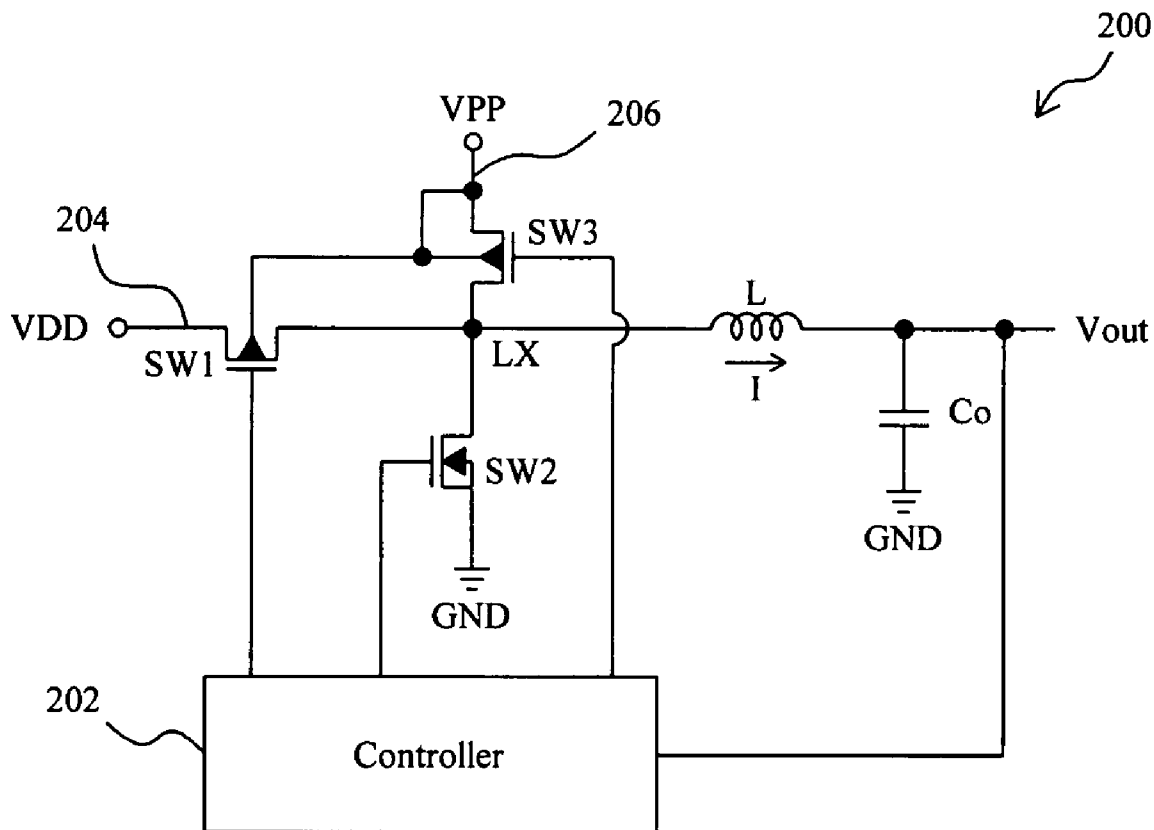 200
VPP
206
204
SW3
VDD
SW1
LX
L
I
Vout
Co
SW2
GND
GND
202
Controller